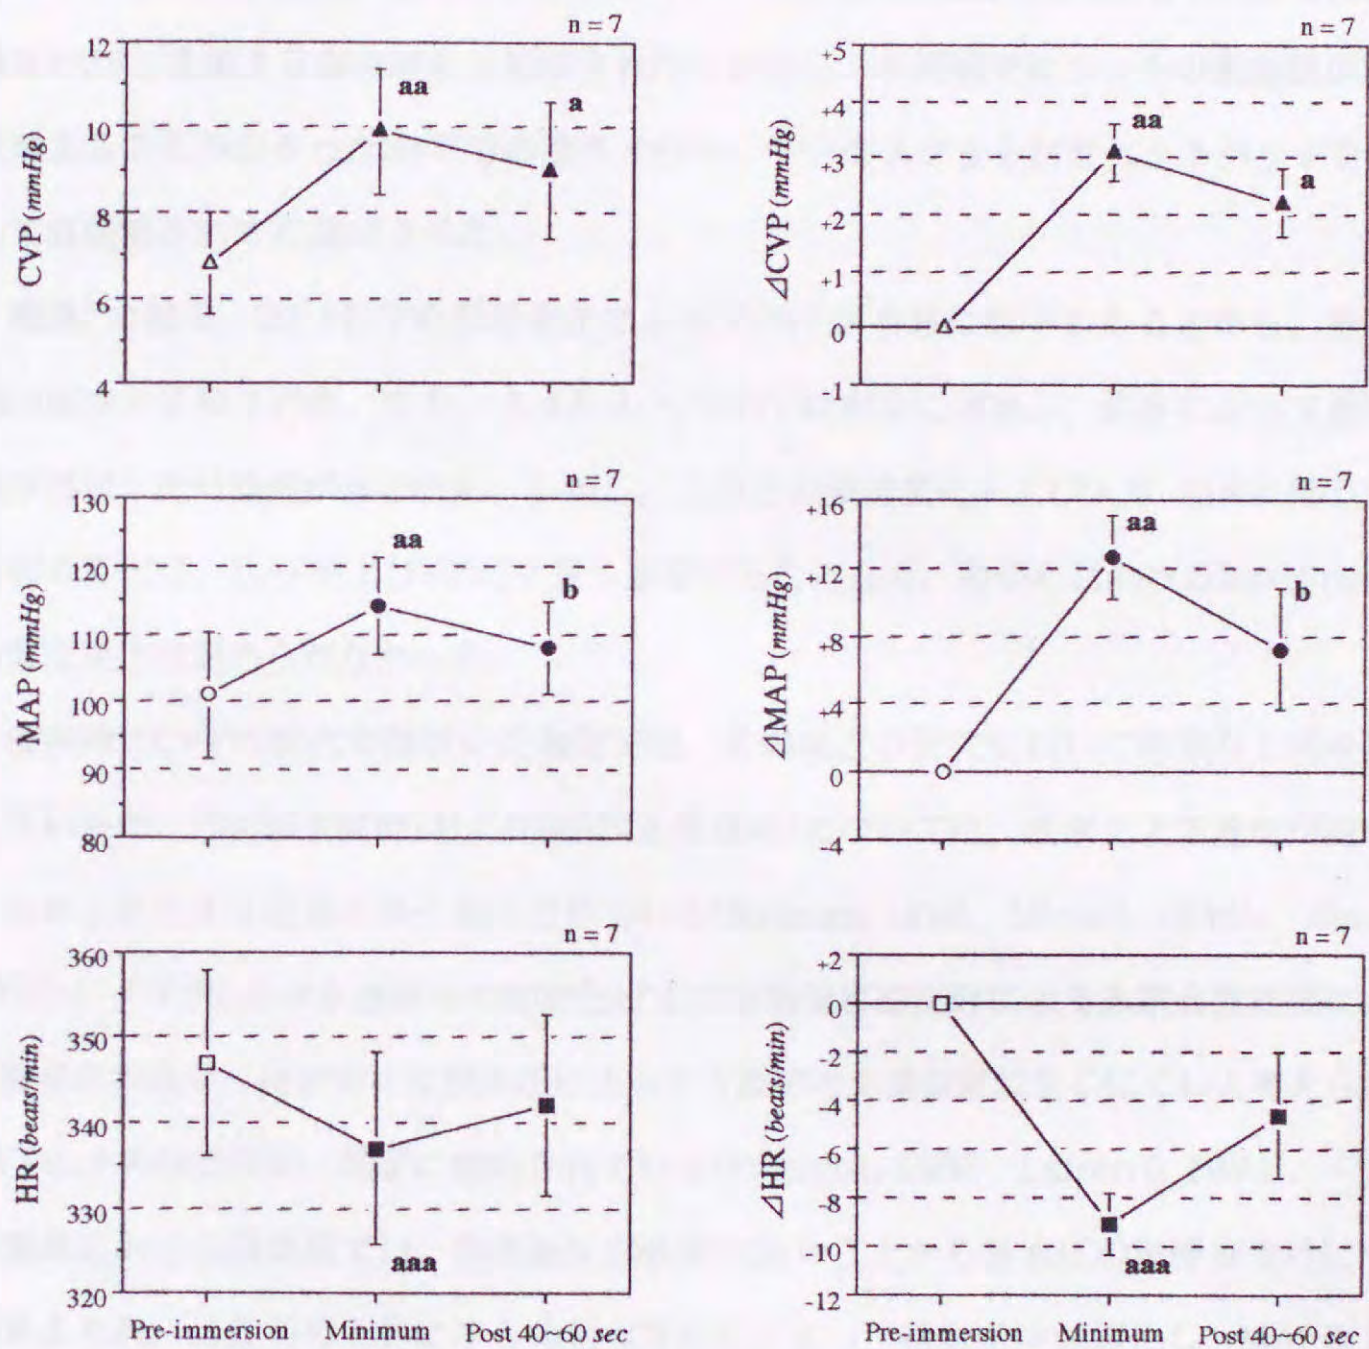 n = 7
CVP (mmHg)
12
10
8
6
4
aa
a
n = 7
ΔCVP (mmHg)
+5
+4
+3
+2
+1
0
-1
aa
a
n = 7
MAP (mmHg)
130
120
110
100
90
80
aa
b
n = 7
ΔMAP (mmHg)
+16
+12
+8
+4
0
-4
aa
b
n = 7
HR (beats/min)
360
350
340
330
320
aaa
Pre-immersion Minimum Post 40~60 sec
n = 7
ΔHR (beats/min)
+2
0
-2
-4
-6
-8
-10
-12
aaa
Pre-immersion Minimum Post 40~60 sec